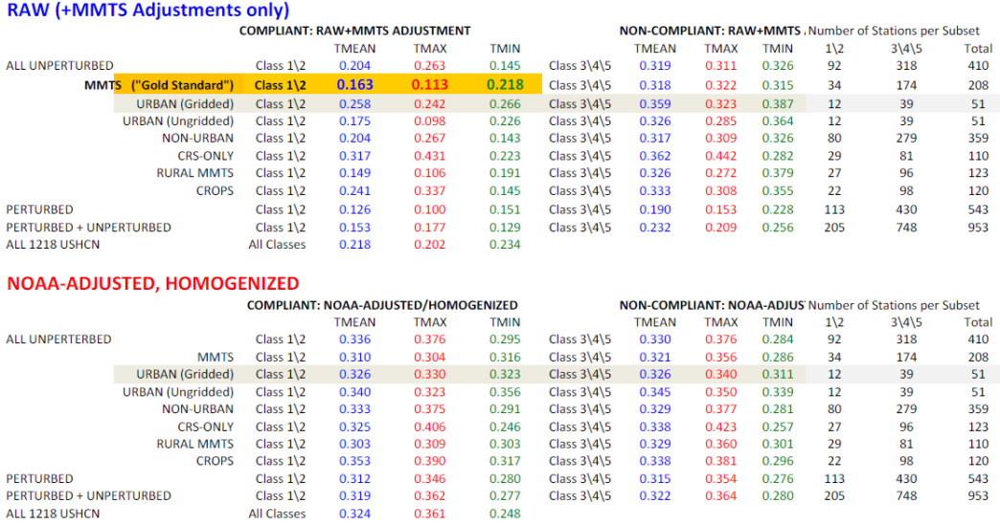 RAW (+MMTS Adjustments only)
COMPLIANT: RAW+MMTS ADJUSTMENT NON-COMPLIANT: RAW+MMTS Number of Stations per Subset
TMEAN TMAX TMIN TMEAN TMAX TMIN 1\2 3\4\5 Total
ALL UNPERTURBED Class 1\2 0.204 0.263 0.145 Class 3\4\5 0.319 0.311 0.326 92 318 410
MMTS ("Gold Standard") Class 1\2 0.163 0.113 0.218 Class 3\4\5 0.318 0.322 0.315 34 174 208
URBAN (Gridded) Class 1\2 0.258 0.242 0.266 Class 3\4\5 0.359 0.323 0.387 12 39 51
URBAN (Ungridded) Class 1\2 0.175 0.098 0.226 Class 3\4\5 0.326 0.285 0.364 12 39 51
NON-URBAN Class 1\2 0.204 0.267 0.143 Class 3\4\5 0.317 0.309 0.326 80 279 359
CRS-ONLY Class 1\2 0.317 0.431 0.223 Class 3\4\5 0.362 0.442 0.282 29 81 110
RURAL MMTS Class 1\2 0.149 0.106 0.191 Class 3\4\5 0.326 0.272 0.379 27 96 123
CROPS Class 1\2 0.241 0.337 0.145 Class 3\4\5 0.333 0.308 0.355 22 98 120
PERTURBED Class 1\2 0.126 0.100 0.151 Class 3\4\5 0.190 0.153 0.228 113 430 543
PERTURBED + UNPERTURBED Class 1\2 0.153 0.177 0.129 Class 3\4\5 0.232 0.209 0.256 205 748 953
ALL 1218 USHCN All Classes 0.218 0.202 0.234
NOAA-ADJUSTED, HOMOGENIZED
COMPLIANT: NOAA-ADJUSTED/HOMOGENIZED NON-COMPLIANT: NOAA-ADJUS Number of Stations per Subset
TMEAN TMAX TMIN TMEAN TMAX TMIN 1\2 3\4\5 Total
ALL UNPERTERBED Class 1\2 0.336 0.376 0.295 Class 3\4\5 0.330 0.376 0.284 92 318 410
MMTS Class 1\2 0.310 0.304 0.316 Class 3\4\5 0.321 0.356 0.286 34 174 208
URBAN (Gridded) Class 1\2 0.326 0.330 0.323 Class 3\4\5 0.326 0.340 0.311 12 39 51
URBAN (Ungridded) Class 1\2 0.340 0.323 0.356 Class 3\4\5 0.345 0.350 0.339 12 39 51
NON-URBAN Class 1\2 0.333 0.375 0.291 Class 3\4\5 0.329 0.377 0.281 80 279 359
CRS-ONLY Class 1\2 0.325 0.406 0.246 Class 3\4\5 0.338 0.423 0.257 27 96 123
RURAL MMTS Class 1\2 0.303 0.309 0.303 Class 3\4\5 0.329 0.360 0.301 29 81 110
CROPS Class 1\2 0.353 0.390 0.317 Class 3\4\5 0.338 0.381 0.296 22 98 120
PERTURBED Class 1\2 0.312 0.346 0.280 Class 3\4\5 0.315 0.354 0.276 113 430 543
PERTURBED + UNPERTURBED Class 1\2 0.319 0.362 0.277 Class 3\4\5 0.322 0.364 0.280 205 748 953
ALL 1218 USHCN All Classes 0.324 0.361 0.248